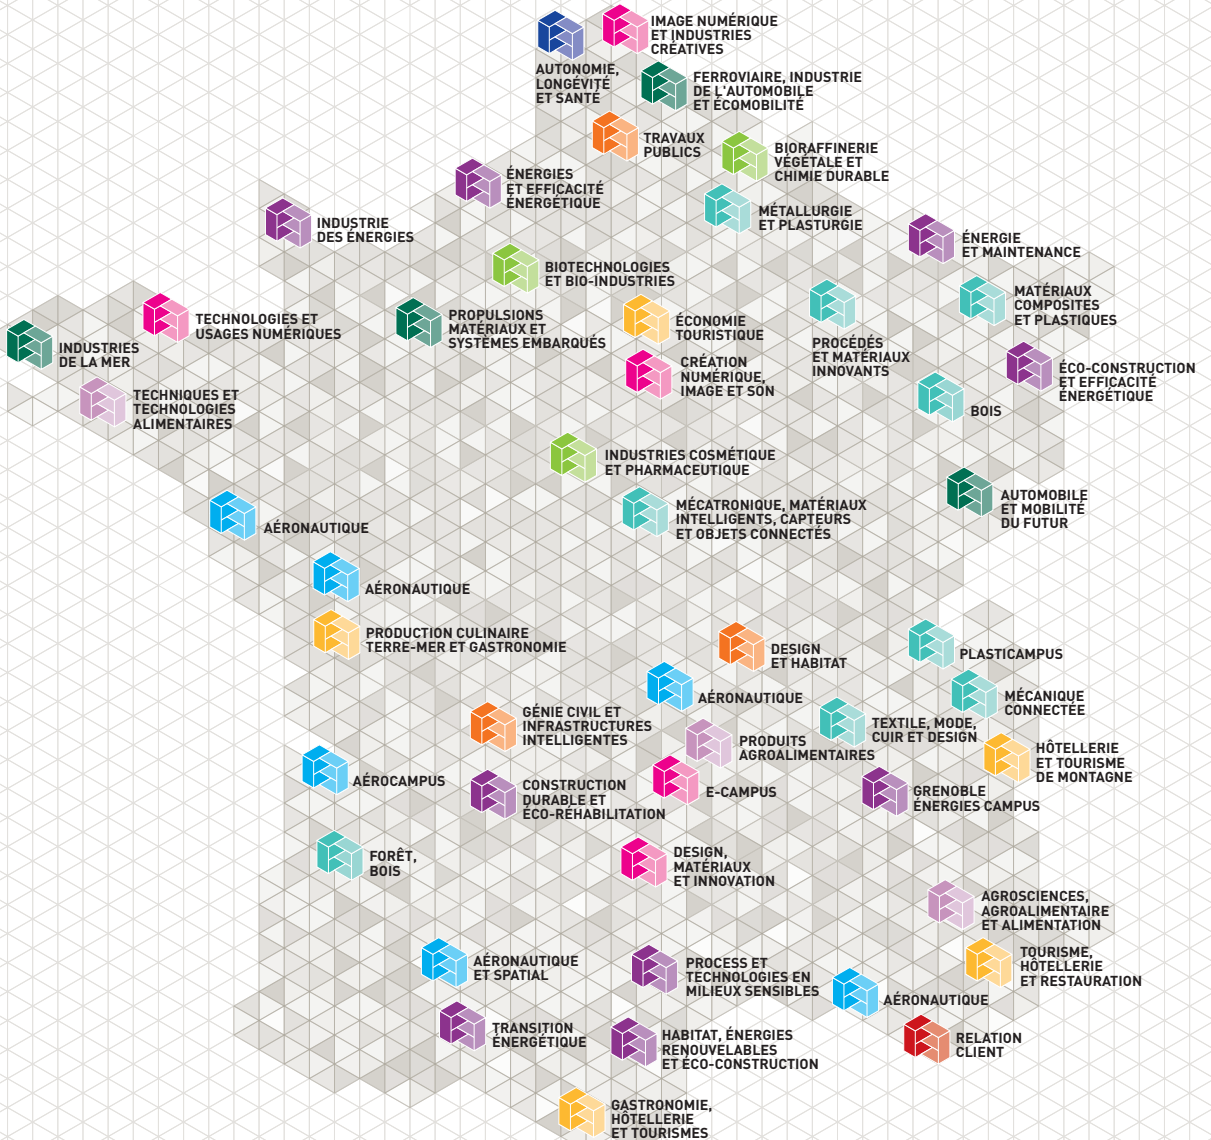 IMAGE NUMÉRIQUE
ET INDUSTRIES
CRÉATIVES
AUTONOMIE,
LONGÉVITÉ
ET SANTÉ
FERROVIAIRE, INDUSTRIE
DE L'AUTOMOBILE
ET ÉCOMOBILITÉ
TRAVAUX
PUBLICS
BIORAFFINERIE
VÉGÉTALE ET
CHIMIE DURABLE
ÉNERGIES
ET EFFICACITÉ
ÉNERGÉTIQUE
MÉTALLURGIE
ET PLASTURGIE
INDUSTRIE
DES ÉNERGIES
ÉNERGIE
ET MAINTENANCE
BIOTECHNOLOGIES
ET BIO-INDUSTRIES
MATÉRIAUX
COMPOSITES
ET PLASTIQUES
TECHNOLOGIES ET
USAGES NUMÉRIQUES
PROPULSIONS
MATÉRIAUX ET
SYSTÈMES EMBARQUÉS
ÉCONOMIE
TOURISTIQUE
PROCÉDÉS
ET MATÉRIAUX
INNOVANTS
INDUSTRIES
DE LA MER
CRÉATION
NUMÉRIQUE,
IMAGE ET SON
ÉCO-CONSTRUCTION
ET EFFICACITÉ
ÉNERGÉTIQUE
TECHNIQUES ET
TECHNOLOGIES
ALIMENTAIRES
BOIS
INDUSTRIES COSMÉTIQUE
ET PHARMACEUTIQUE
AUTOMOBILE
ET MOBILITÉ
DU FUTUR
MÉCATRONIQUE, MATÉRIAUX
INTELLIGENTS, CAPTEURS
ET OBJETS CONNECTÉS
AÉRONAUTIQUE
AÉRONAUTIQUE
PRODUCTION CULINAIRE
TERRE-MER ET GASTRONOMIE
DESIGN
ET HABITAT
PLASTICAMPUS
AÉRONAUTIQUE
MÉCANIQUE
CONNECTÉE
GÉNIE CIVIL ET
INFRASTRUCTURES
INTELLIGENTES
TEXTILE, MODE,
CUIR ET DESIGN
PRODUITS
AGROALIMENTAIRES
HÔTELLERIE
ET TOURISME
DE MONTAGNE
AÉROCAMPUS
CONSTRUCTION
DURABLE ET
ÉCO-RÉHABILITATION
E-CAMPUS
GRENOBLE
ÉNERGIES CAMPUS
FORÊT,
BOIS
DESIGN,
MATÉRIAUX
ET INNOVATION
AGROSCIENCES,
AGROALIMENTAIRE
ET ALIMENTATION
AÉRONAUTIQUE
ET SPATIAL
PROCESS ET
TECHNOLOGIES EN
MILIEUX SENSIBLES
TOURISME,
HÔTELLERIE
ET RESTAURATION
AÉRONAUTIQUE
TRANSITION
ÉNERGÉTIQUE
HABITAT, ÉNERGIES
RENOUVELABLES
ET ÉCO-CONSTRUCTION
RELATION
CLIENT
GASTRONOMIE,
HÔTELLERIE
ET TOURISMES